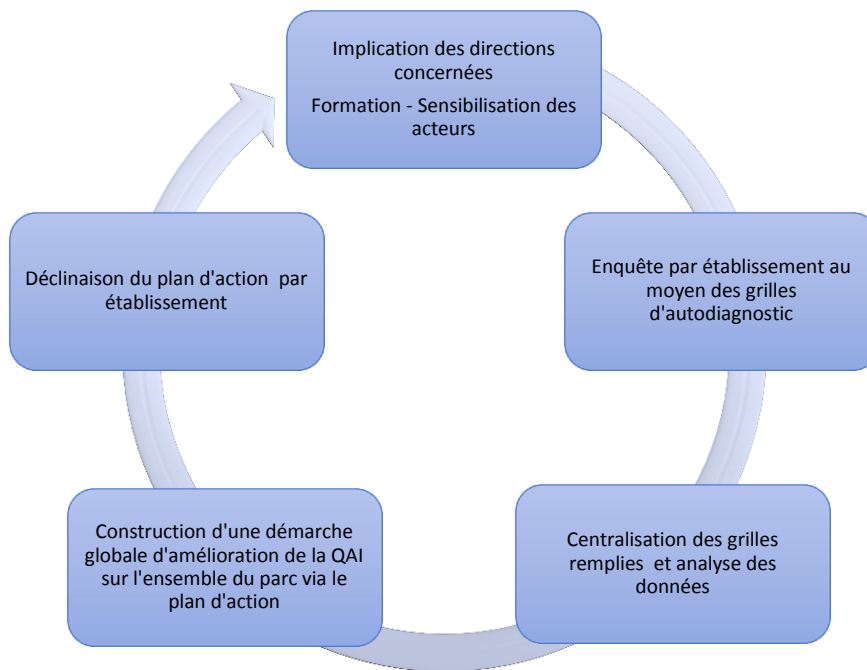 Implication des directions
concernées
Formation - Sensibilisation des
acteurs
Enquête par établissement au
moyen des grilles
d'autodiagnostic
Centralisation des grilles
remplies et analyse des
données
Construction d'une démarche
globale d'amélioration de la QAI
sur l'ensemble du parc via le
plan d'action
Déclinaison du plan d'action par
établissement